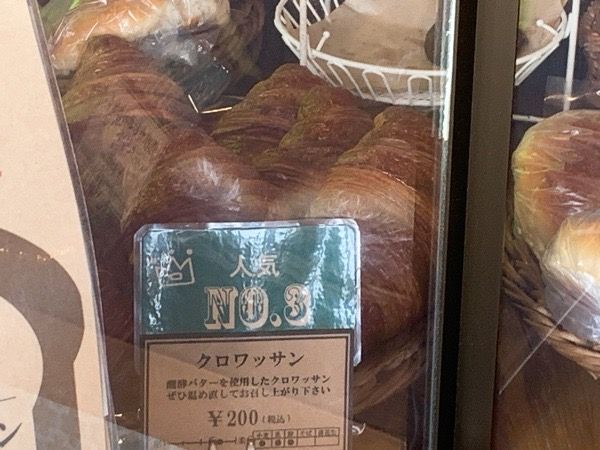 人気
NO.3
クロワッサン
醗酵バターを使用したクロワッサン
ぜひ温め直してお召し上がり下さい
¥200(税込)
ン